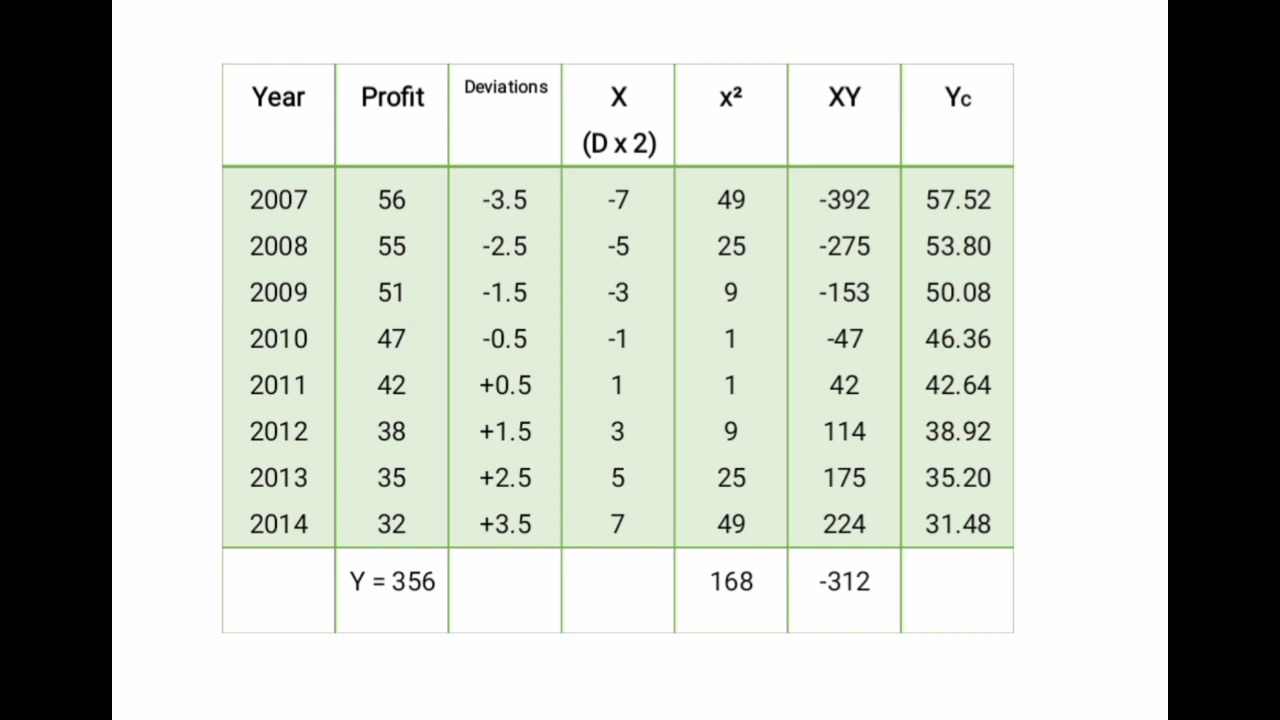 Year Profit Deviations X x² XY Yc
(D x 2)
2007 56 -3.5 -7 49 -392 57.52
2008 55 -2.5 -5 25 -275 53.80
2009 51 -1.5 -3 9 -153 50.08
2010 47 -0.5 -1 1 -47 46.36
2011 42 +0.5 1 1 42 42.64
2012 38 +1.5 3 9 114 38.92
2013 35 +2.5 5 25 175 35.20
2014 32 +3.5 7 49 224 31.48
Y = 356 168 -312